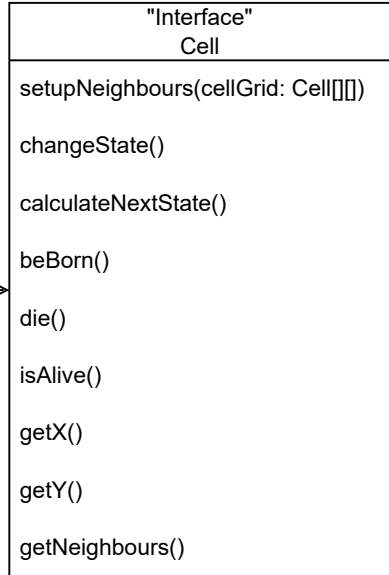 "Interface"
Cell
setupNeighbours(cellGrid: Cell[][])
changeState()
calculateNextState()
beBorn()
die()
isAlive()
getX()
getY()
getNeighbours()